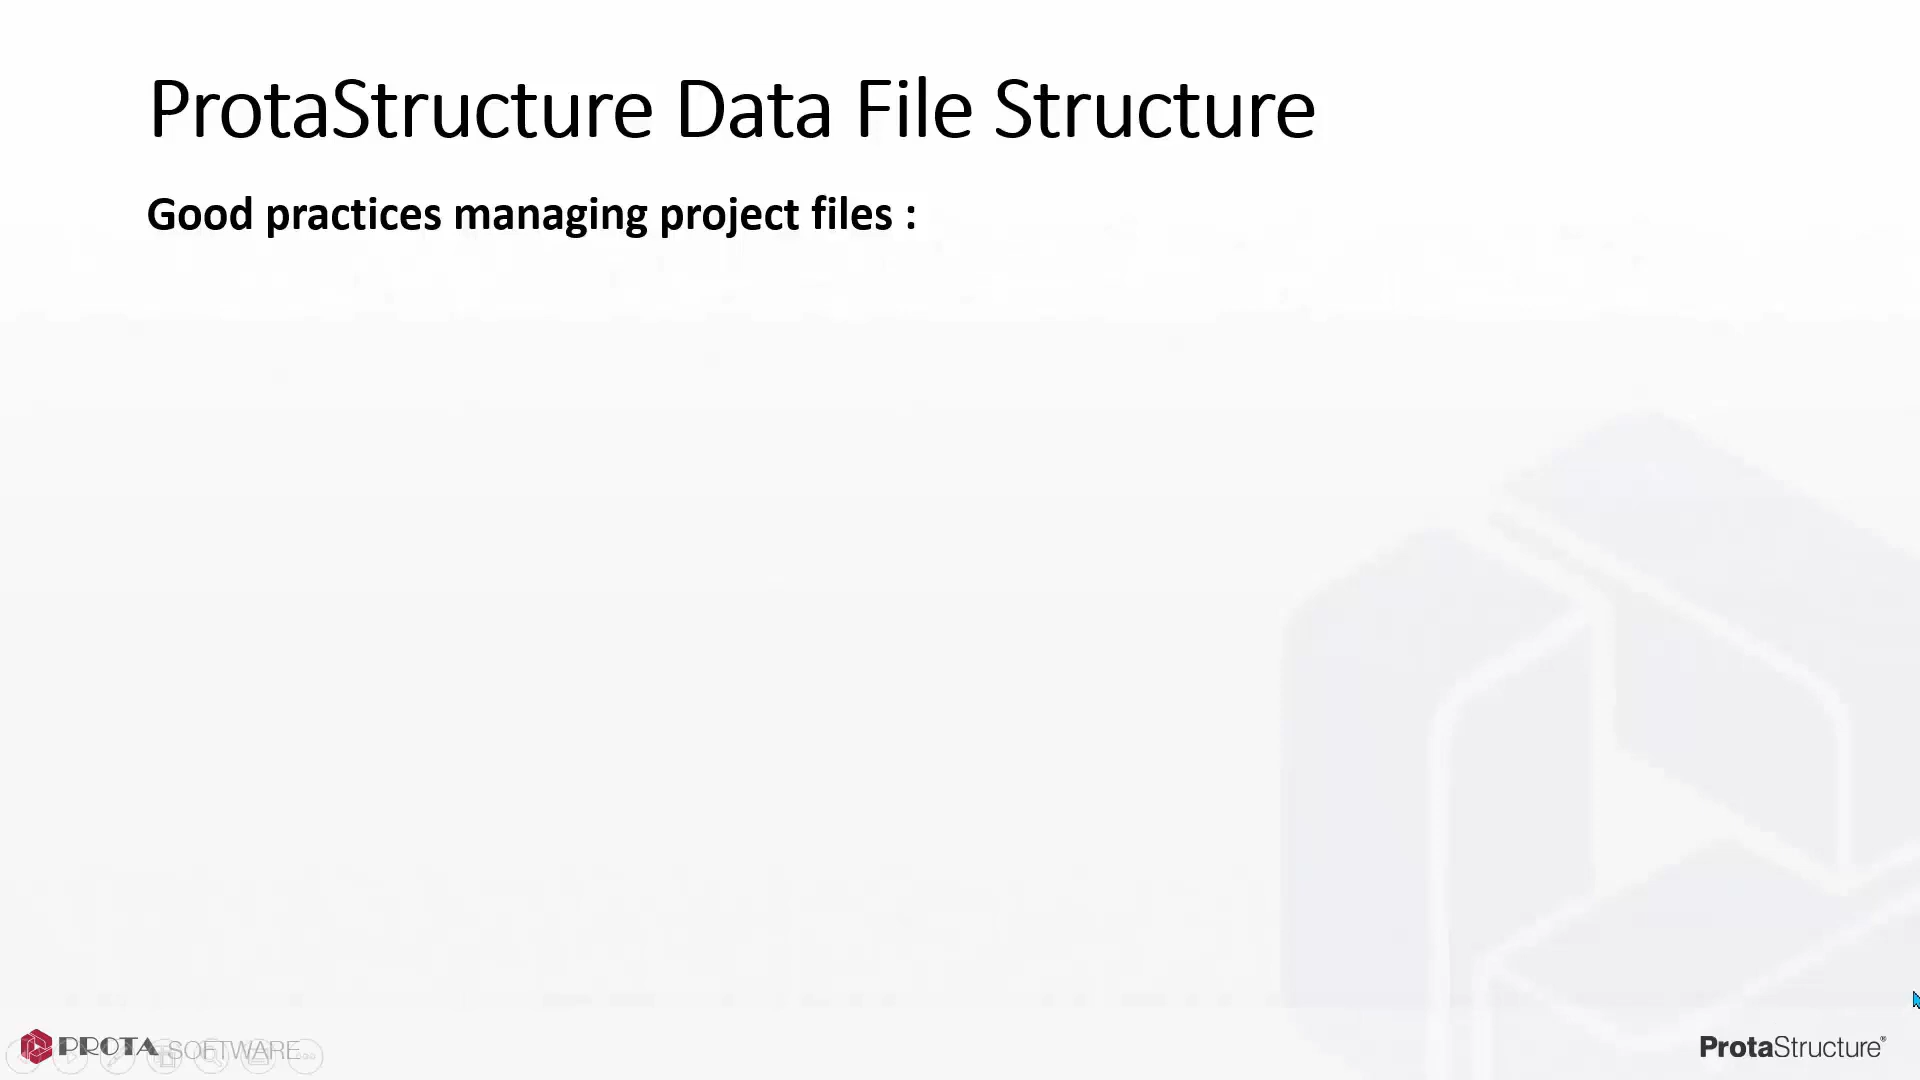 ProtaStructure Data File Structure
Good practices managing project files :
PROTA SOFTWARE
ProtaStructure®